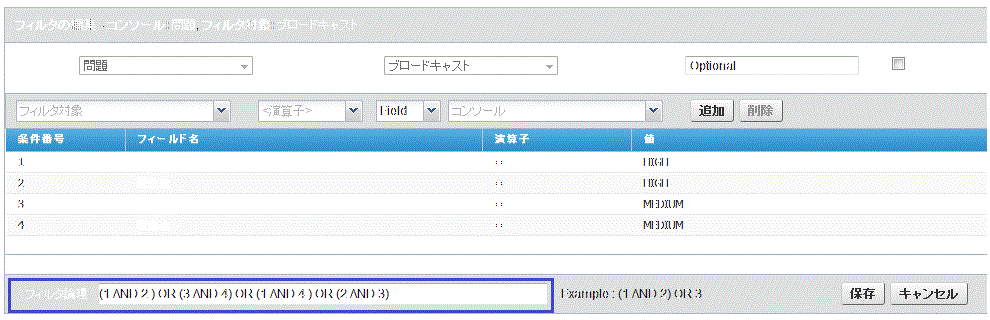 フィルタの編集 - コンソール: 問題, フィルタ対象: ブロードキャスト
問題 ブロードキャスト Optional
フィルタ対象 <演算子> Field コンソール 追加 削除
条件番号 フィールド名 演算子 値
1 == HIGH
2 == HIGH
3 == MEDIUM
4 == MEDIUM
フィルタ論理 (1 AND 2 ) OR (3 AND 4) OR (1 AND 4 ) OR (2 AND 3) Example : (1 AND 2) OR 3 保存 キャンセル